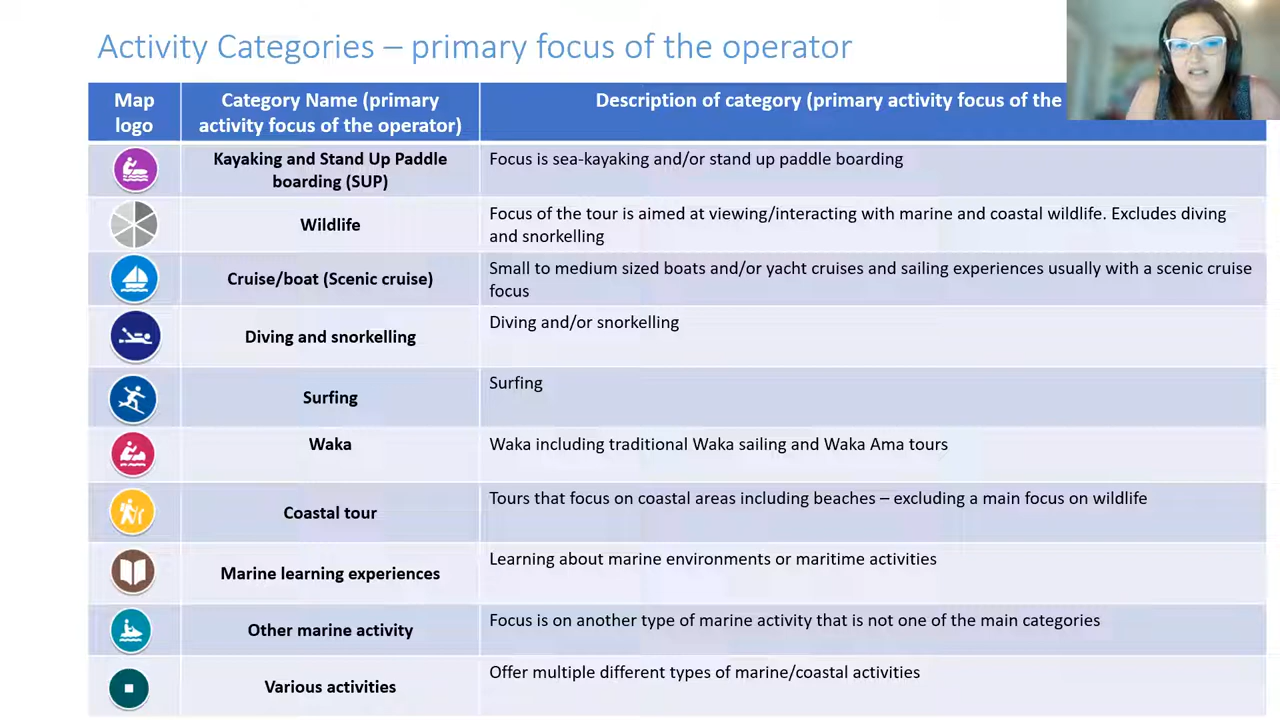 Activity Categories – primary focus of the operator
Map
logo
Category Name (primary
activity focus of the operator)
Description of category (primary activity focus of the
Kayaking and Stand Up Paddle
boarding (SUP)
Focus is sea-kayaking and/or stand up paddle boarding
Wildlife
Focus of the tour is aimed at viewing/interacting with marine and coastal wildlife. Excludes diving
and snorkelling
Cruise/boat (Scenic cruise)
Small to medium sized boats and/or yacht cruises and sailing experiences usually with a scenic cruise
focus
Diving and snorkelling
Diving and/or snorkelling
Surfing
Surfing
Waka
Waka including traditional Waka sailing and Waka Ama tours
Coastal tour
Tours that focus on coastal areas including beaches – excluding a main focus on wildlife
Marine learning experiences
Learning about marine environments or maritime activities
Other marine activity
Focus is on another type of marine activity that is not one of the main categories
Various activities
Offer multiple different types of marine/coastal activities